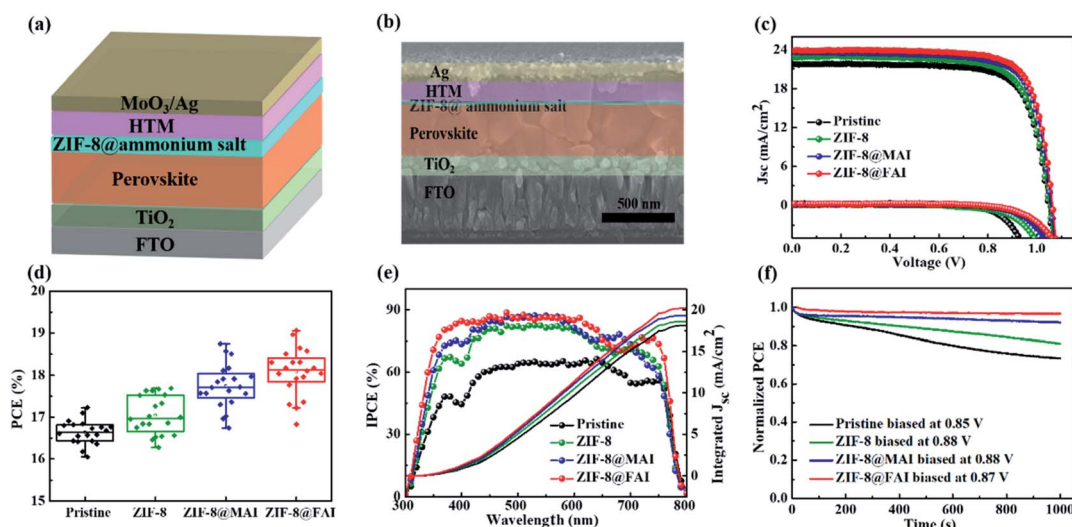 (a)
MoO₃/Ag
HTM
ZIF-8@ammonium salt
Perovskite
TiO₂
FTO
(b)
Ag
HTM
ZIF-8@ ammonium salt
Perovskite
TiO₂
FTO
500 nm
(c)
24
18
12
6
0
Jsc (mA/cm²)
Pristine
ZIF-8
ZIF-8@MAI
ZIF-8@FAI
0.0 0.2 0.4 0.6 0.8 1.0
Voltage (V)
(d)
20
19
18
17
16
15
PCE (%)
Pristine ZIF-8 ZIF-8@MAI ZIF-8@FAI
(e)
90
60
30
0
IPCE (%)
20
15
10
5
0
Integrated Jsc (mA/cm²)
Pristine
ZIF-8
ZIF-8@MAI
ZIF-8@FAI
300 400 500 600 700 800
Wavelength (nm)
(f)
1.0
0.8
0.6
0.4
0.2
0.0
Normalized PCE
Pristine biased at 0.85 V
ZIF-8 biased at 0.88 V
ZIF-8@MAI biased at 0.88 V
ZIF-8@FAI biased at 0.87 V
0 200 400 600 800 1000
Time (s)